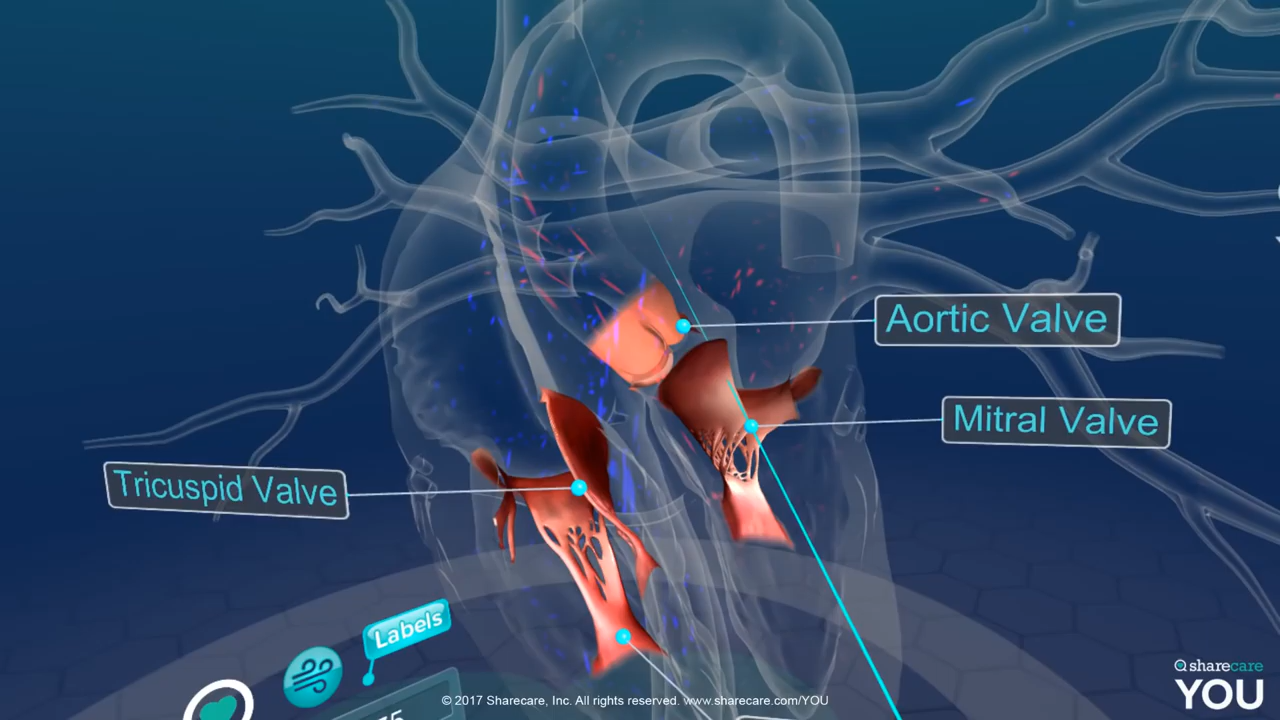 Aortic Valve
Mitral Valve
Tricuspid Valve
Labels
© 2017 Sharecare, Inc. All rights reserved. www.sharecare.com/YOU
sharecare
YOU